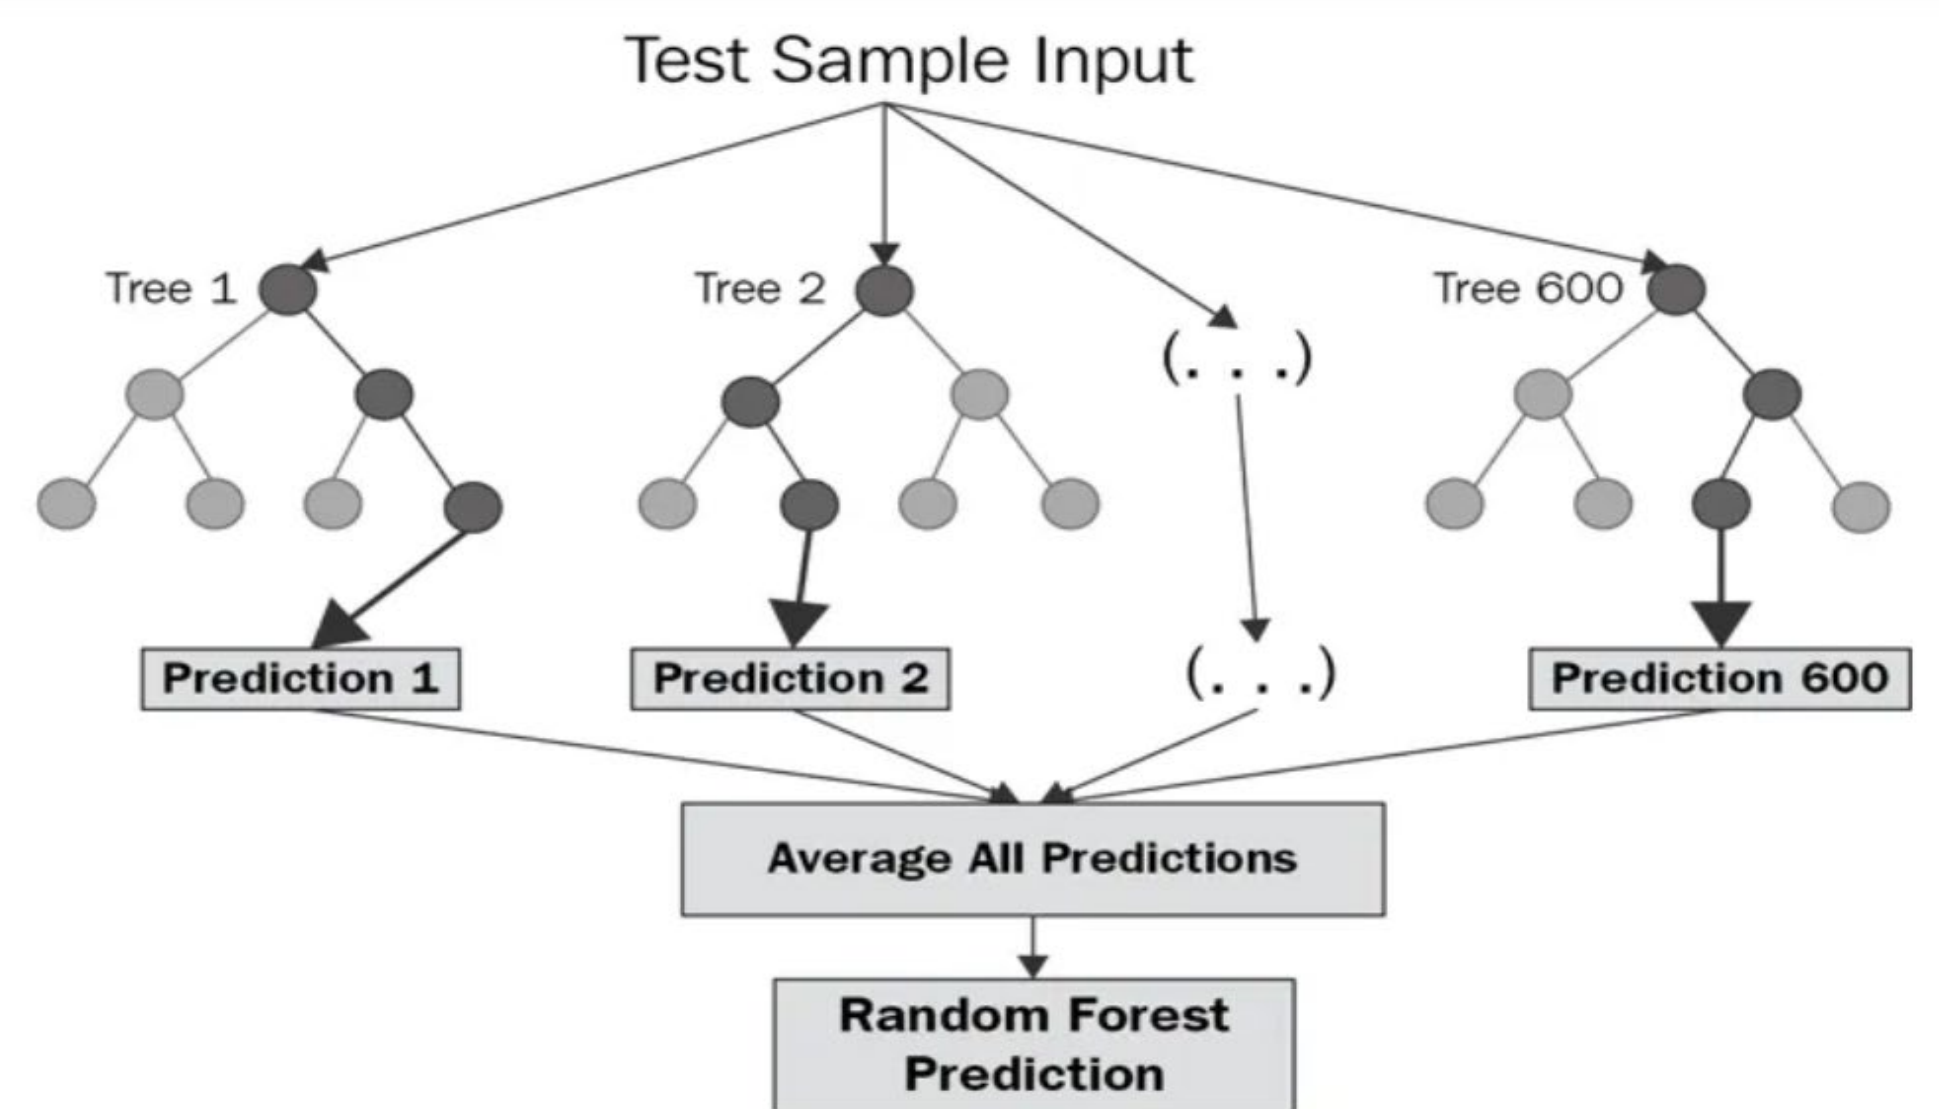 Test Sample Input
Tree 1
Tree 2
Tree 600
(. . .)
Prediction 1
Prediction 2
(. . .)
Prediction 600
Average All Predictions
Random Forest
Prediction